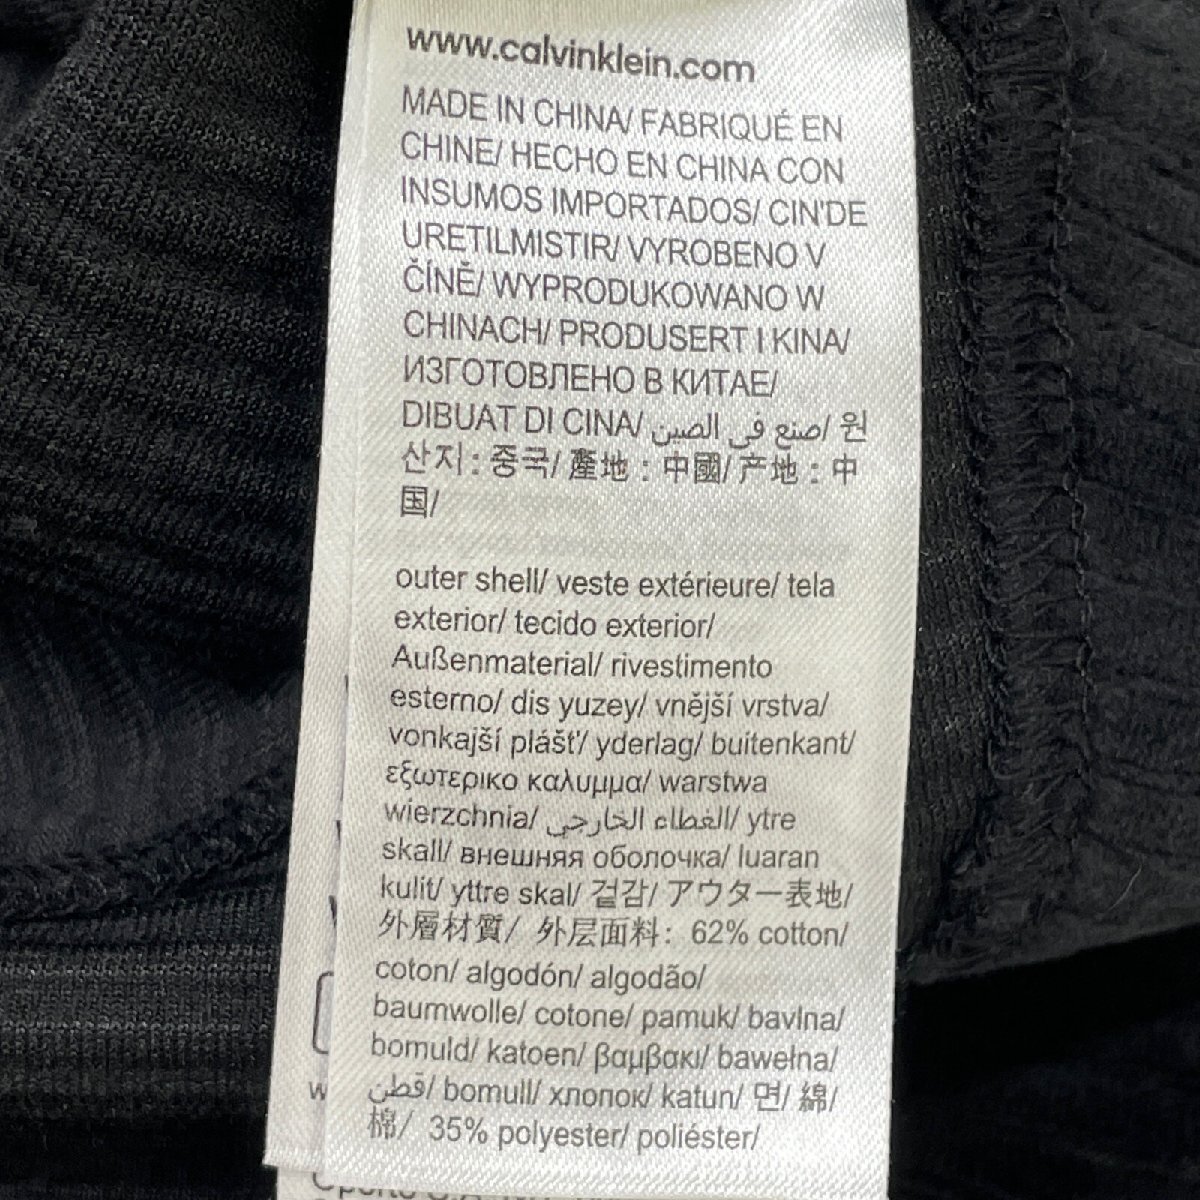 www.calvinklein.com
MADE IN CHINA/ FABRIQUÉ EN
CHINE/ HECHO EN CHINA CON
INSUMOS IMPORTADOS/ CIN'DE
URETILMISTIR/ VYROBENO V
ČÍNĚ/ WYPRODUKOWANO W
CHINACH/ PRODUSERT I KINA/
ИЗГОТОВЛЕНО В КИТАЕ/
DIBUAT DI CINA/ صنع في الصين/ 원
산지 : 중국/ 產地 : 中國/ 产地 : 中
国/
outer shell/ veste extérieure/ tela
exterior/ tecido exterior/
Außenmaterial/ rivestimento
esterno/ dis yuzey/ vnější vrstva/
vonkajší plášť/ yderlag/ buitenkant/
εξωτερικο καλυμμα/ warstwa
wierzchnia/ الغطاء الخارجي/ ytre
skall/ внешняя оболочка/ luaran
kulit/ yttre skal/ 겉감/ アウター表地/
外層材質/ 外层面料: 62% cotton/
coton/ algodón/ algodão/
baumwolle/ cotone/ pamuk/ bavlna/
bomuld/ katoen/ βαμβακι/ bawełna/
قطن/ bomull/ хлопок/ katun/ 면/ 綿/
棉/ 35% polyester/ poliéster/